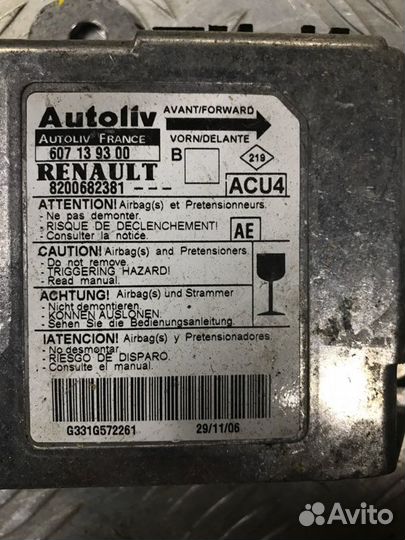 Autoliv
AVANT/FORWARD
AUTOLIV FRANCE
VORN/DELANTE
607 13 93 00
B
219
RENAULT
8200682381 - - -
ACU4
ATTENTION! Airbag(s) et Pretensionneurs.
- Ne pas demonter.
- RISQUE DE DECLENCHEMENT!
- Consulter la notice.
AE
CAUTION! Airbag(s) and Pretensioners.
- Do not remove.
- TRIGGERING HAZARD!
- Read manual.
ACHTUNG! Airbag(s) und Strammer
- Nicht demontieren.
- KÖNNEN AUSLÖSEN.
- Sehen Sie die Bedienungsanleitung.
IATENCION! Airbag(s) y Pretensionadores
- No desmontar.
- RIESGO DE DISPARO.
- Consulte el manual.
G331G572261
29/11/06
Avito